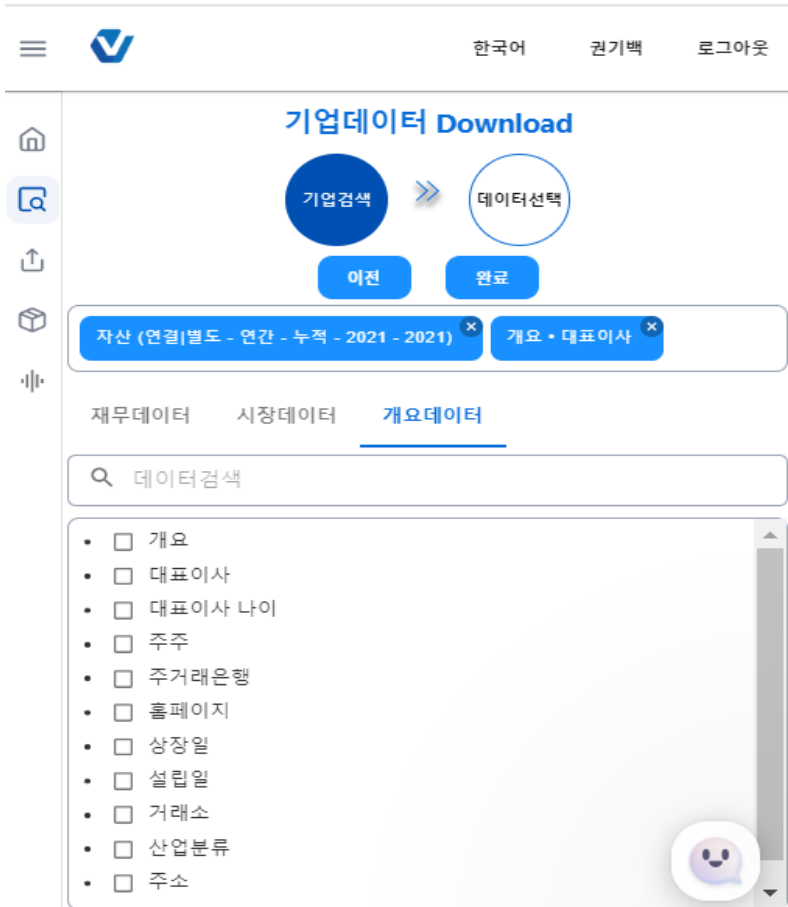 한국어 권기백 로그아웃
기업데이터 Download
기업검색 데이터선택
이전 완료
자산 (연결|별도 - 연간 - 누적 - 2021 - 2021) 개요 • 대표이사
재무데이터 시장데이터 개요데이터
데이터검색
개요
대표이사
대표이사 나이
주주
주거래은행
홈페이지
상장일
설립일
거래소
산업분류
주소